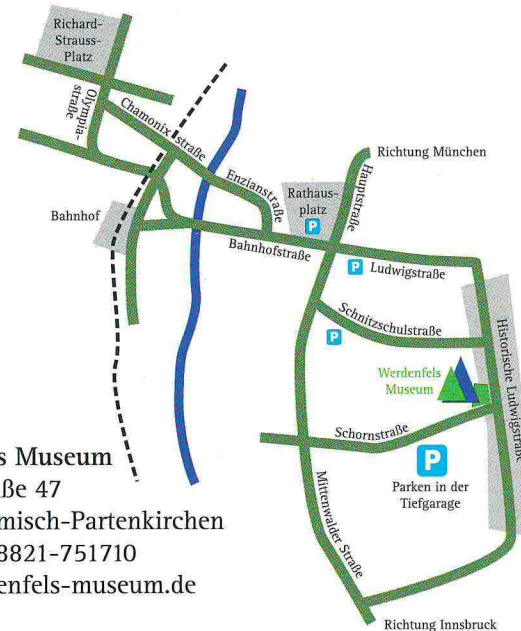 Richard-
Strauss-
Platz
Olympia-
straße
Chamonix straße
Richtung München
Hauptstraße
Enzianstraße
Rathaus-
platz
P
Bahnhof
Bahnhofstraße
P
Ludwigstraße
Schnitzschulstraße
P
Historische Ludwigstraße
Werdenfels
Museum
Schornstraße
P
Parken in der
Tiefgarage
Mittenwalder Straße
Richtung Innsbruck
s Museum
ße 47
misch-Partenkirchen
8821-751710
enfels-museum.de